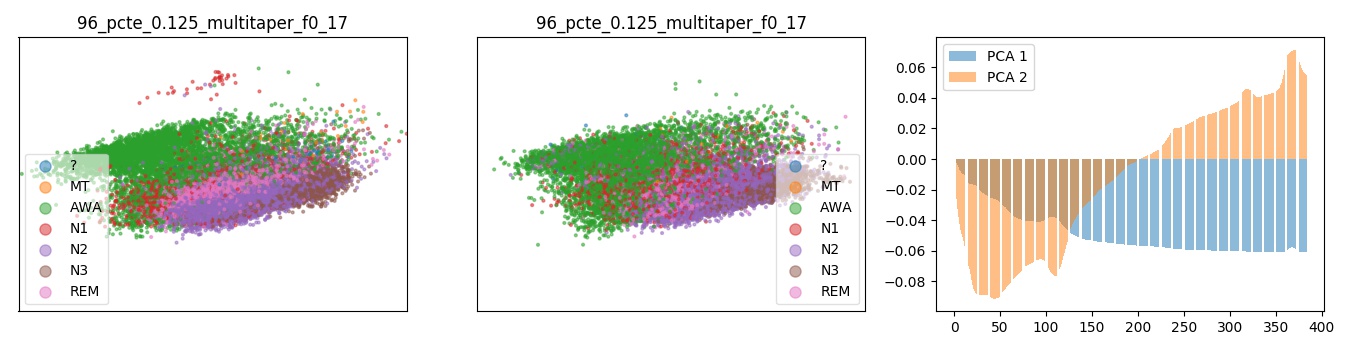 96_pcte_0.125_multitaper_f0_17
?
MT
AWA
N1
N2
N3
REM
96_pcte_0.125_multitaper_f0_17
?
MT
AWA
N1
N2
N3
REM
PCA 1
PCA 2
0.06
0.04
0.02
0.00
−0.02
−0.04
−0.06
−0.08
0 50 100 150 200 250 300 350 400